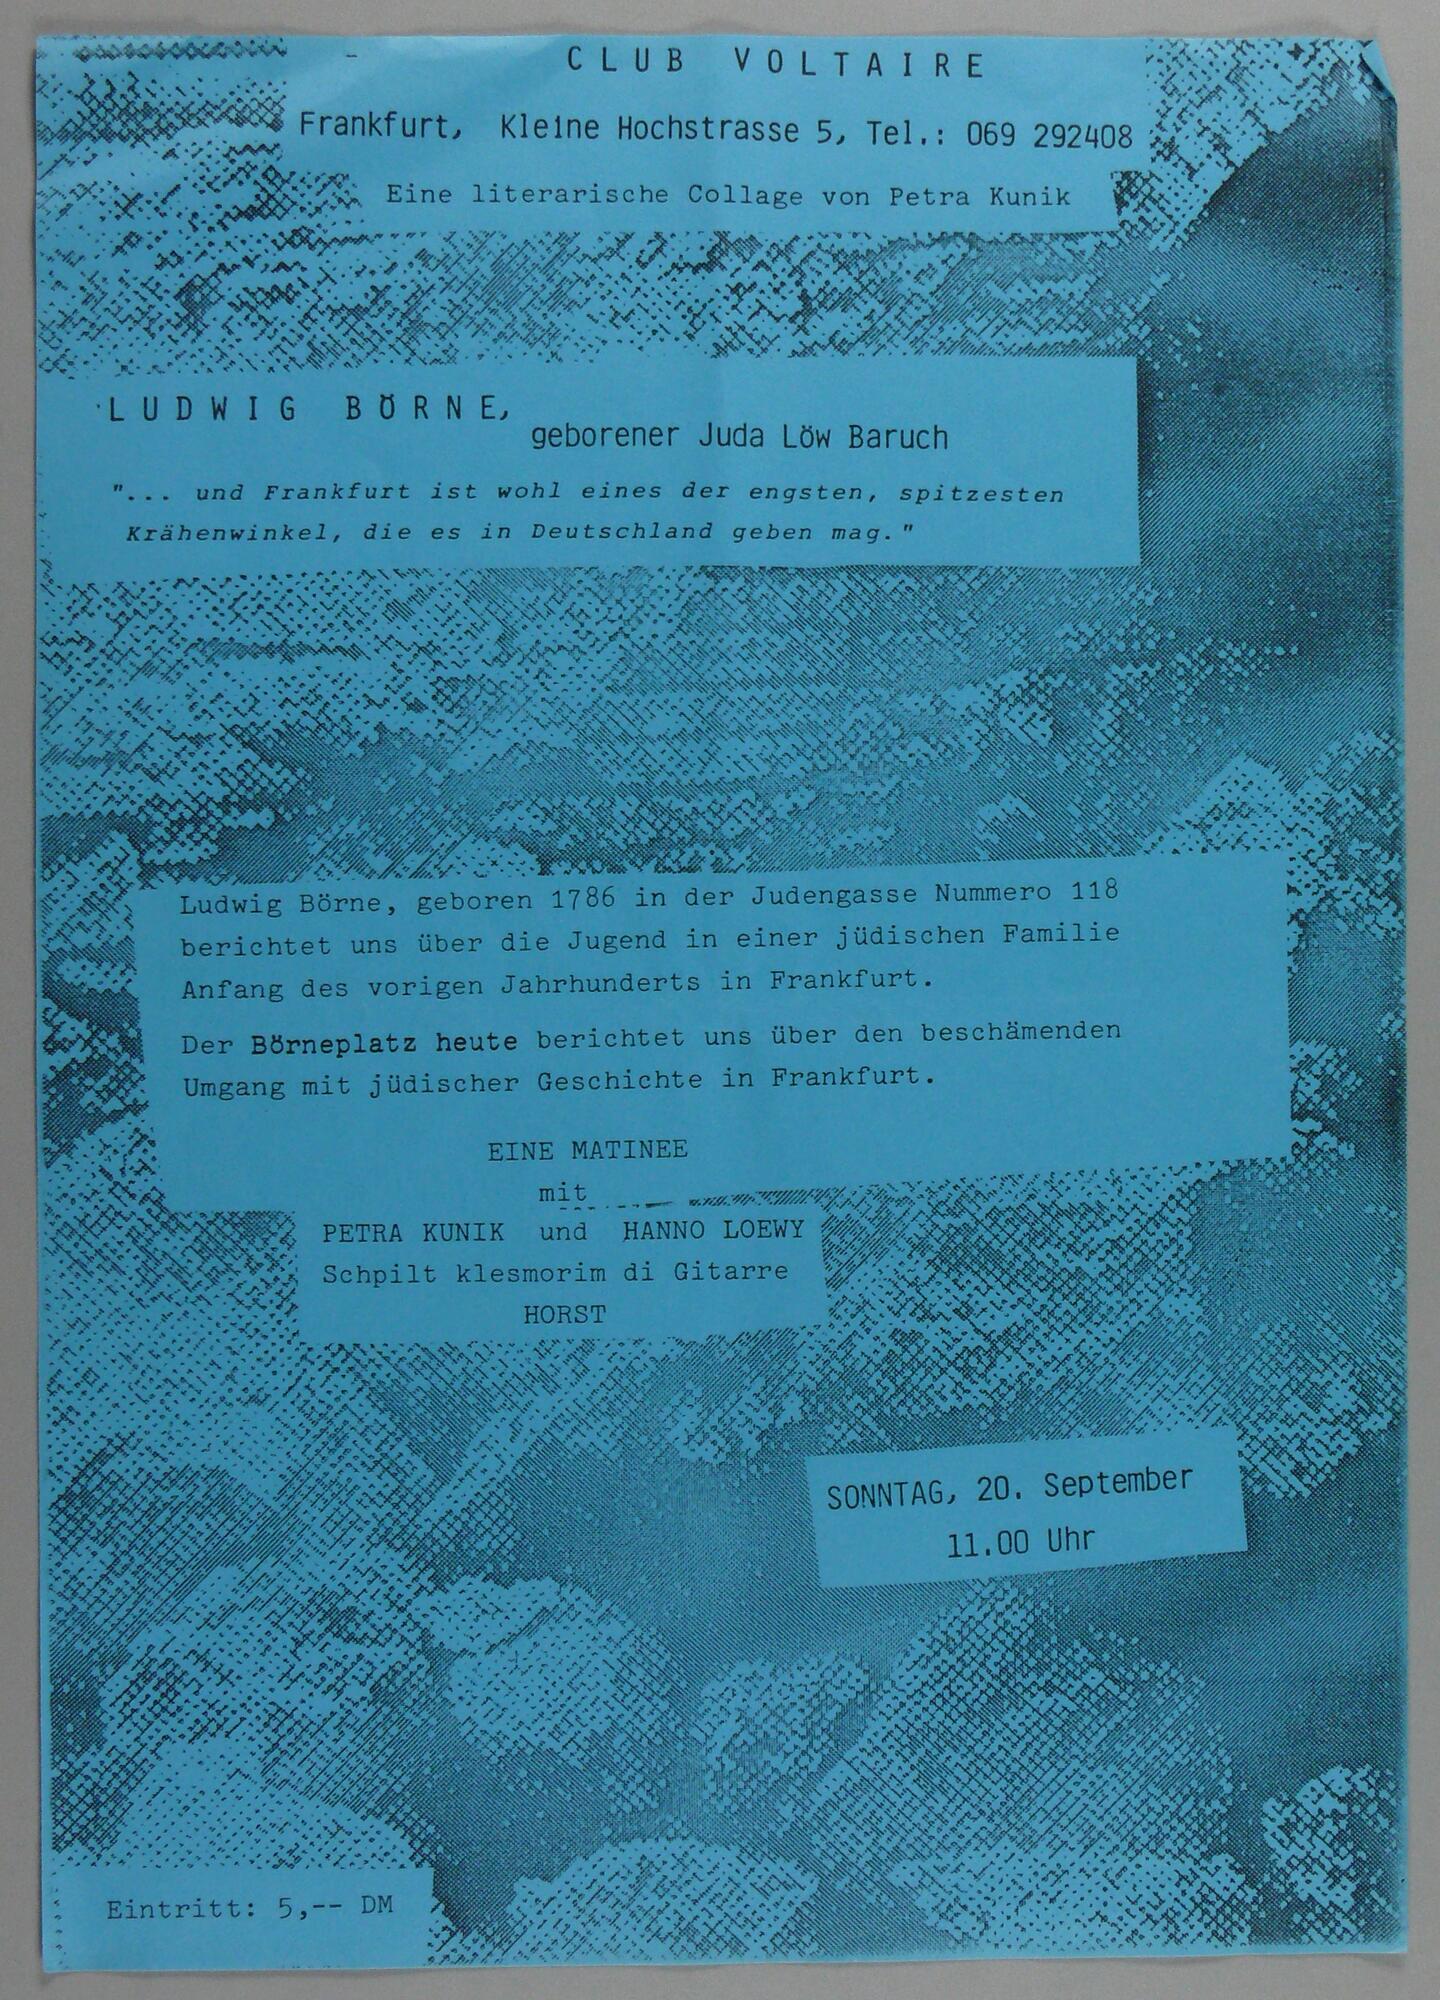 CLUB VOLTAIRE
Frankfurt, Kleine Hochstrasse 5, Tel.: 069 292408
Eine literarische Collage von Petra Kunik
LUDWIG BÖRNE,
geborener Juda Löw Baruch
"... und Frankfurt ist wohl eines der engsten, spitzesten
Krähenwinkel, die es in Deutschland geben mag."
Ludwig Börne, geboren 1786 in der Judengasse Nummero 118
berichtet uns über die Jugend in einer jüdischen Familie
Anfang des vorigen Jahrhunderts in Frankfurt.
Der Börneplatz heute berichtet uns über den beschämenden
Umgang mit jüdischer Geschichte in Frankfurt.
EINE MATINEE
mit
PETRA KUNIK und HANNO LOEWY
Schpilt klesmorim di Gitarre
HORST
SONNTAG, 20. September
11.00 Uhr
Eintritt: 5,-- DM